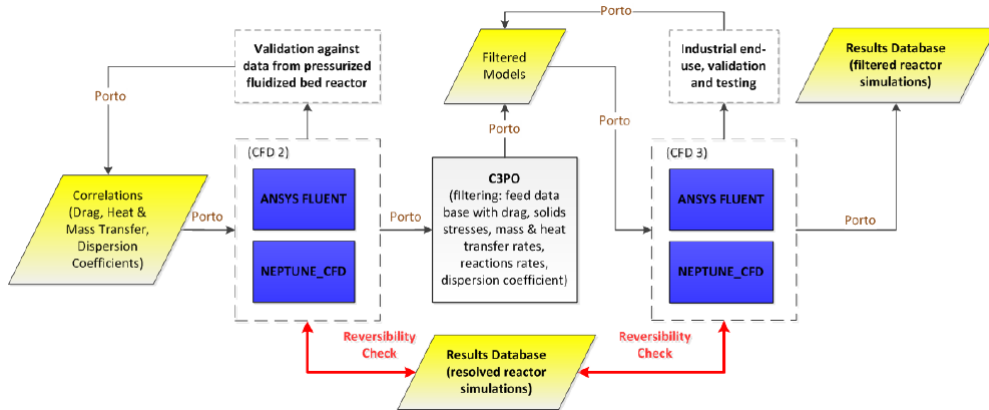 Porto
Validation against
data from pressurized
fluidized bed reactor
Filtered
Models
Industrial end-
use, validation
and testing
Results Database
(filtered reactor
simulations)
Porto
Porto
Porto
(CFD 2)
(CFD 3)
Correlations
(Drag, Heat &
Mass Transfer,
Dispersion
Coefficients)
Porto
ANSYS FLUENT
NEPTUNE_CFD
Porto
C3PO
(filtering: feed data
base with drag, solids
stresses, mass & heat
transfer rates,
reactions rates,
dispersion coefficient)
ANSYS FLUENT
NEPTUNE_CFD
Porto
Reversibility
Check
Results Database
(resolved reactor
simulations)
Reversibility
Check